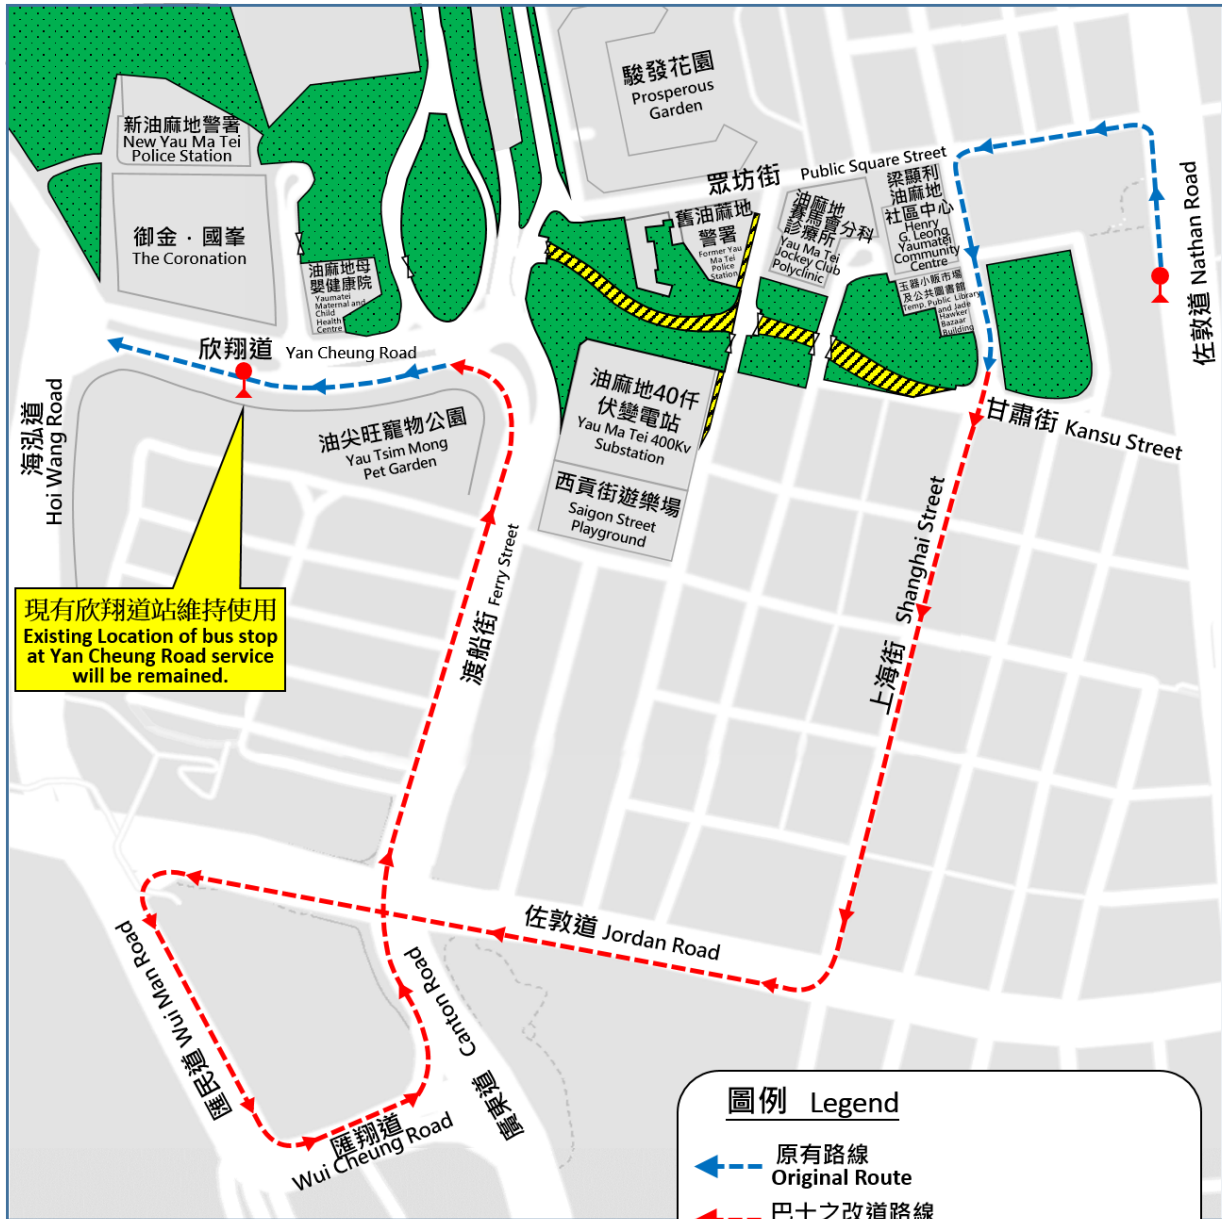 駿發花園
Prosperous
Garden
新油麻地警署
New Yau Ma Tei
Police Station
眾坊街 Public Square Street
梁顯利
油麻地
社區中心
Henry
G. Leong
Yaumatei
Community
Centre
油麻地
賽馬會分科
診療所
Yau Ma Tei
Jockey Club
Polyclinic
舊油蔴地
警署
Former Yau
Ma Tei
Police
Station
御金．國峯
The Coronation
油麻地母
嬰健康院
Yaumatei
Maternal and
Child
Health
Centre
玉器小販市場
及公共圖書館
Temp. Public Library
and Jade
Hawker
Bazaar
Building
佐敦道 Nathan Road
欣翔道 Yan Cheung Road
海泓道
Hoi Wang Road
油尖旺寵物公園
Yau Tsim Mong
Pet Garden
油麻地40仟
伏變電站
Yau Ma Tei 400Kv
Substation
西貢街遊樂場
Saigon Street
Playground
甘肅街 Kansu Street
上海街 Shanghai Street
渡船街 Ferry Street
現有欣翔道站維持使用
Existing Location of bus stop
at Yan Cheung Road service
will be remained.
佐敦道 Jordan Road
匯民道 Wui Man Road
廣東道 Canton Road
匯翔道
Wui Cheung Road
圖例 Legend
原有路線
Original Route
巴士之改道路線